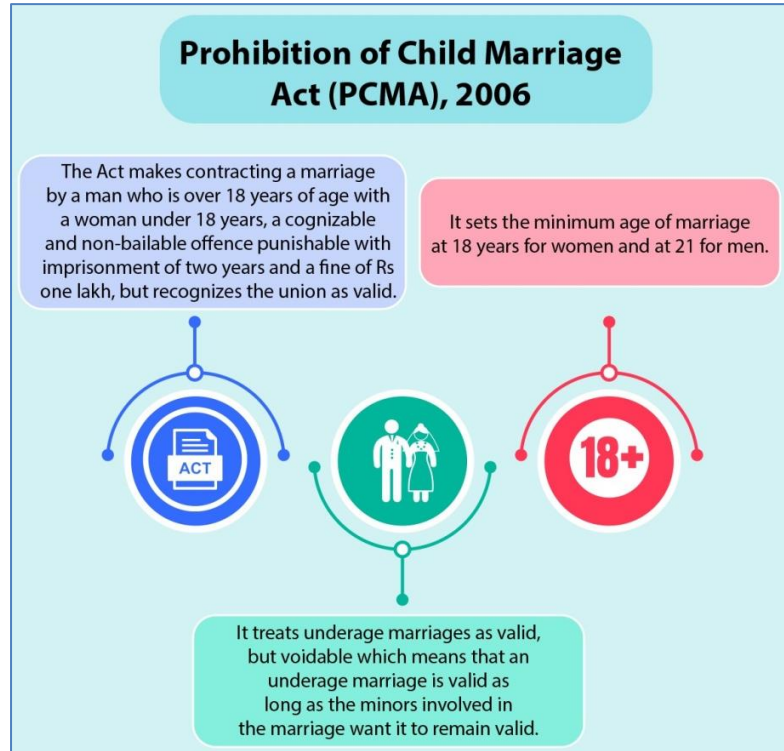 Prohibition of Child Marriage
Act (PCMA), 2006
The Act makes contracting a marriage
by a man who is over 18 years of age with
a woman under 18 years, a cognizable
and non-bailable offence punishable with
imprisonment of two years and a fine of Rs
one lakh, but recognizes the union as valid.
It sets the minimum age of marriage
at 18 years for women and at 21 for men.
ACT
18+
It treats underage marriages as valid,
but voidable which means that an
underage marriage is valid as
long as the minors involved in
the marriage want it to remain valid.